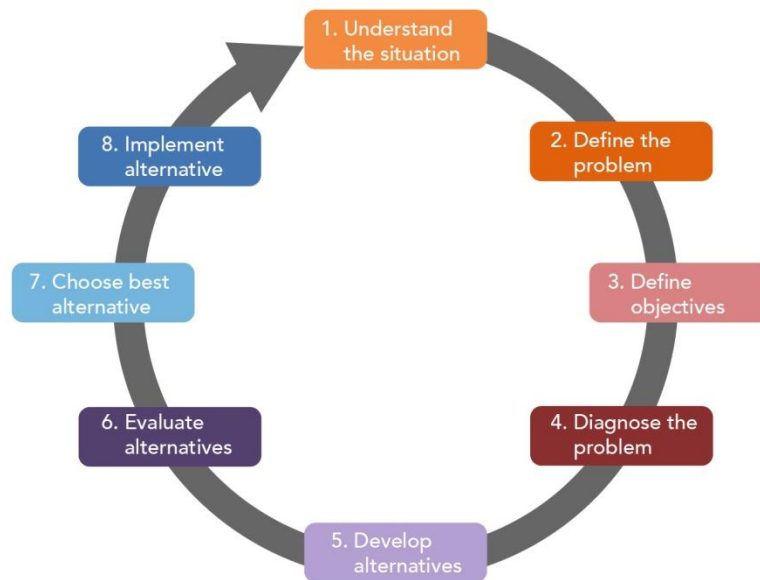 1. Understand
the situation
2. Define the
problem
3. Define
objectives
4. Diagnose the
problem
5. Develop
alternatives
6. Evaluate
alternatives
7. Choose best
alternative
8. Implement
alternative